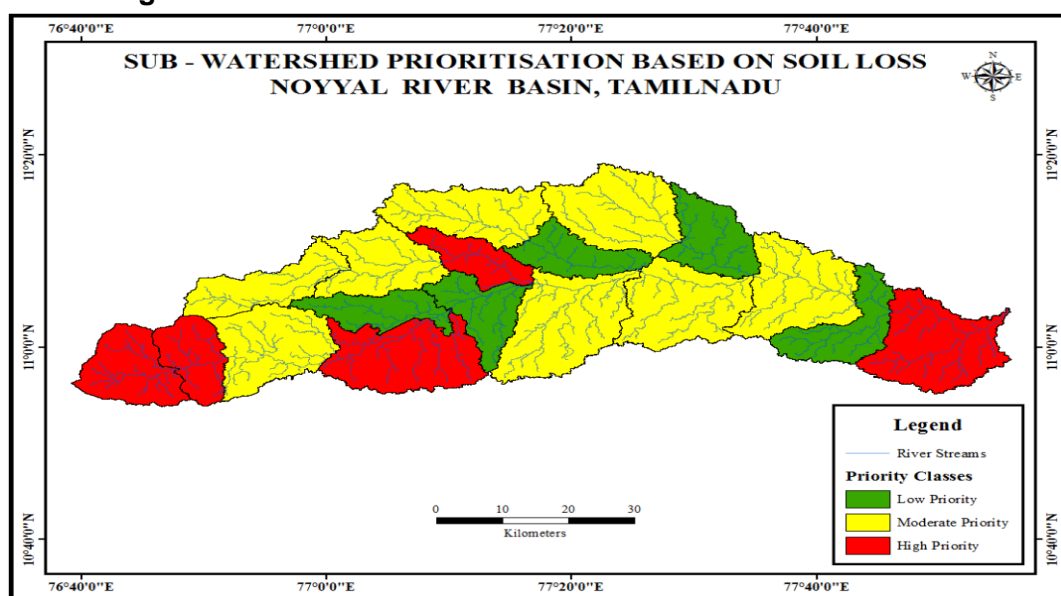 76°40'0"E 77°0'0"E 77°20'0"E 77°40'0"E
SUB - WATERSHED PRIORITISATION BASED ON SOIL LOSS
NOYYAL RIVER BASIN, TAMILNADU
N
W E
S
11°20'0"N 11°20'0"N
11°0'0"N 11°0'0"N
10°40'0"N 10°40'0"N
Legend
River Streams
Priority Classes
Low Priority
Moderate Priority
High Priority
0 10 20 30
Kilometers
76°40'0"E 77°0'0"E 77°20'0"E 77°40'0"E